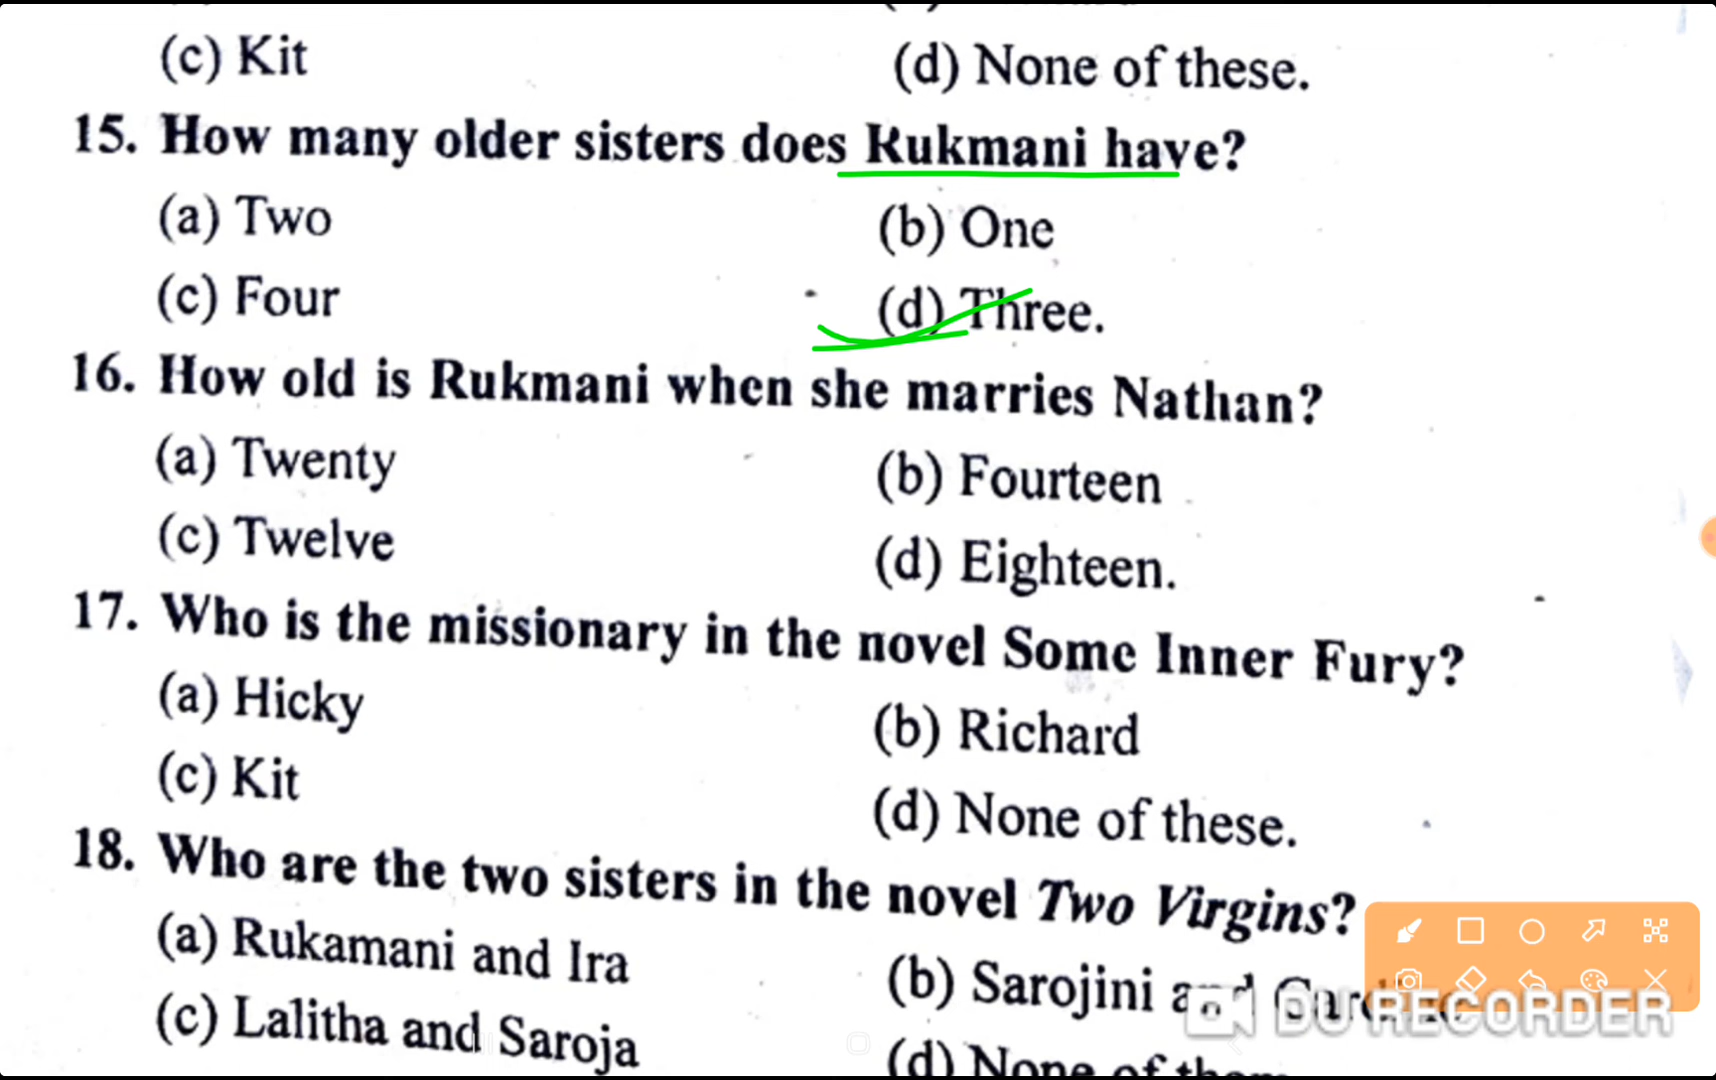 (c) Kit
(d) None of these.
15. How many older sisters does Rukmani have?
(a) Two
(b) One
(c) Four
(d) Three.
16. How old is Rukmani when she marries Nathan?
(a) Twenty
(b) Fourteen
(c) Twelve
(d) Eighteen.
17. Who is the missionary in the novel Some Inner Fury?
(a) Hicky
(b) Richard
(c) Kit
(d) None of these.
18. Who are the two sisters in the novel Two Virgins?
(a) Rukamani and Ira
(b) Sarojini and
(c) Lalitha and Saroja
(d) None of
DU RECORDER